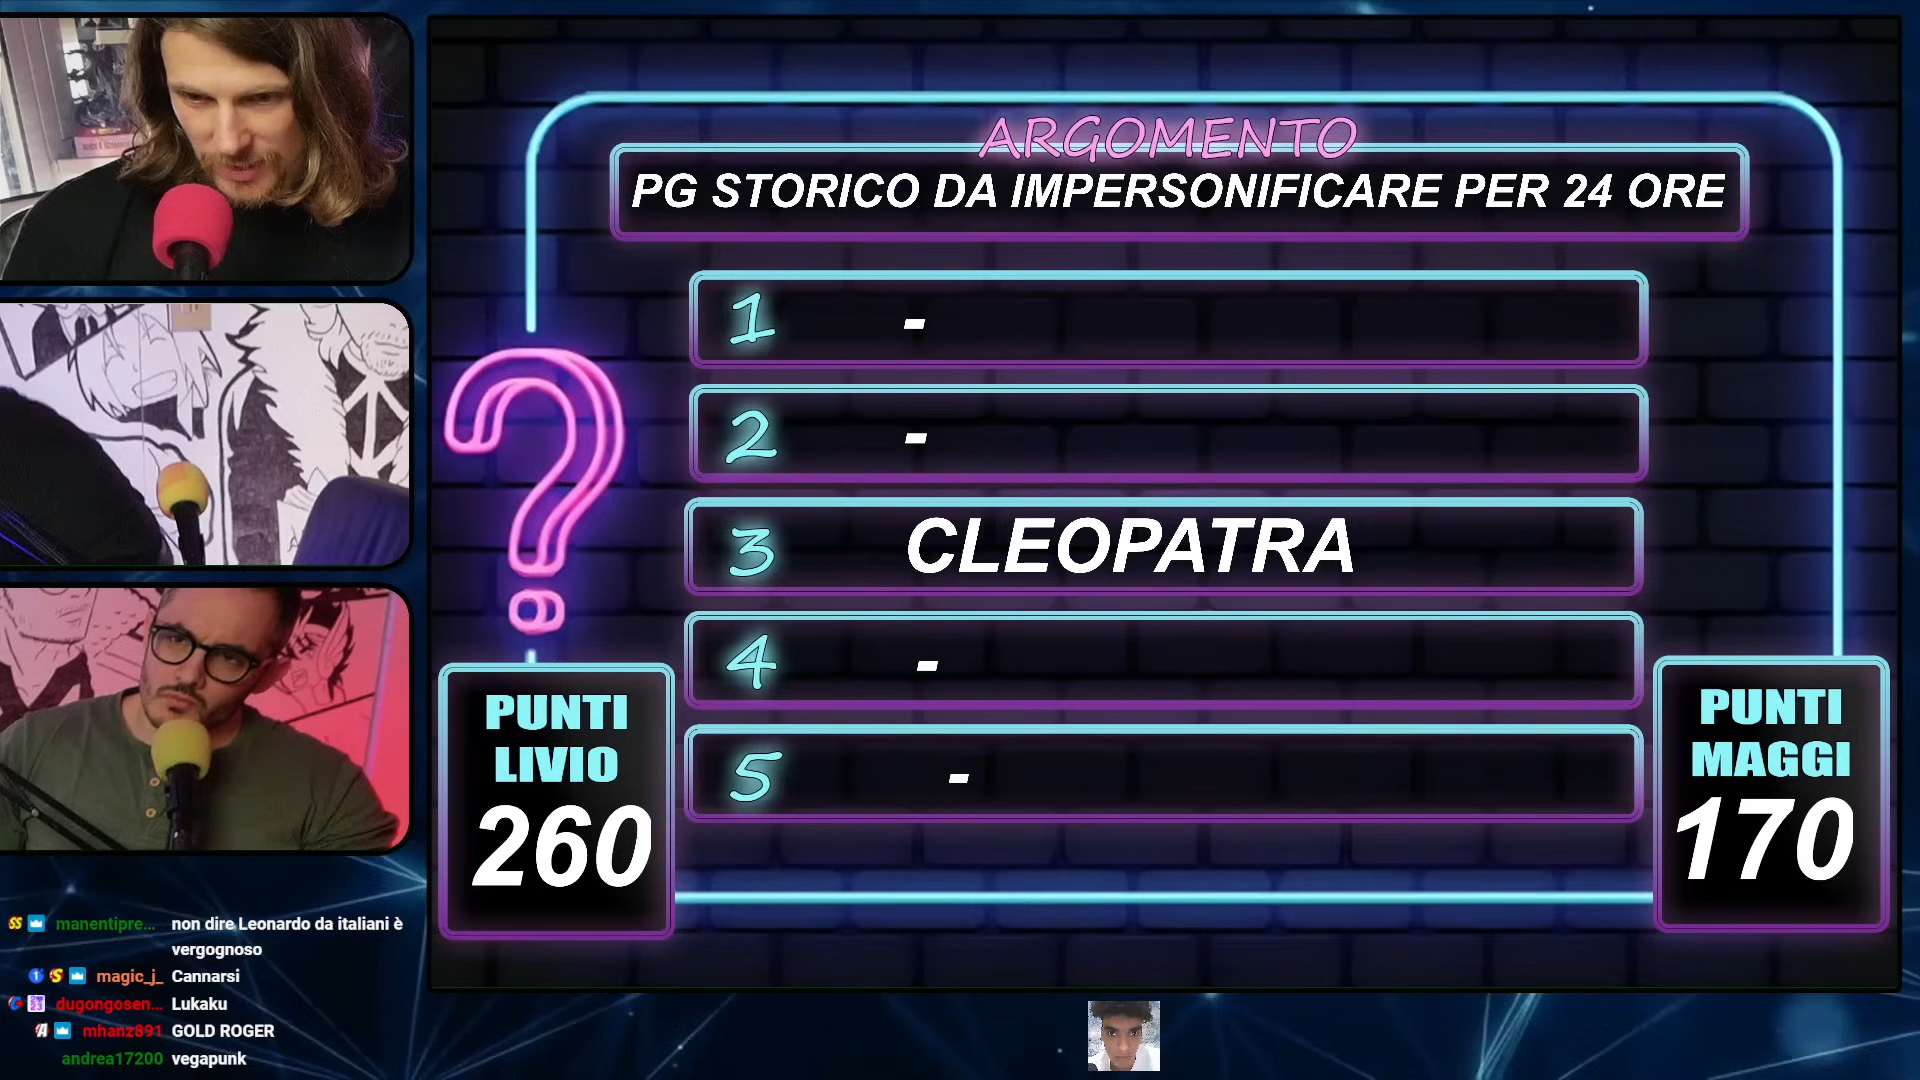 ARGOMENTO
PG STORICO DA IMPERSONIFICARE PER 24 ORE
1 -
2 -
3 CLEOPATRA
4 -
5 -
PUNTI
LIVIO
260
PUNTI
MAGGI
170
manentipre... non dire Leonardo da italiani è
vergognoso
magic_j_ Cannarsi
dugongosen... Lukaku
mhanz891 GOLD ROGER
andrea17200 vegapunk